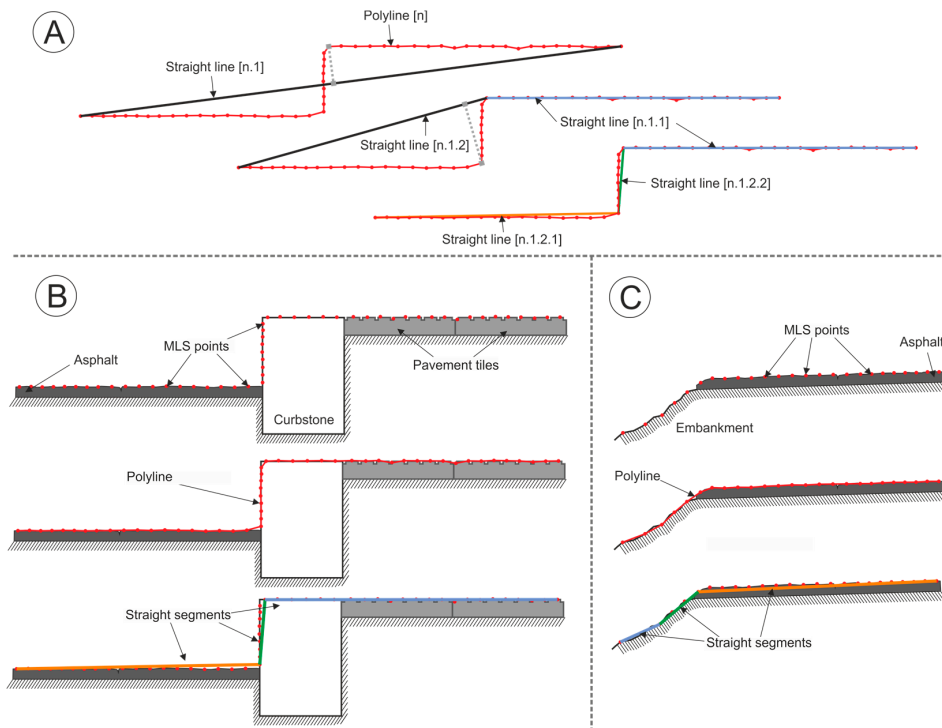 A
Polyline [n]
Straight line [n.1]
Straight line [n.1.2]
Straight line [n.1.1]
Straight line [n.1.2.2]
Straight line [n.1.2.1]
B
MLS points
Asphalt
Pavement tiles
Curbstone
Polyline
Straight segments
C
MLS points
Asphalt
Embankment
Polyline
Straight segments